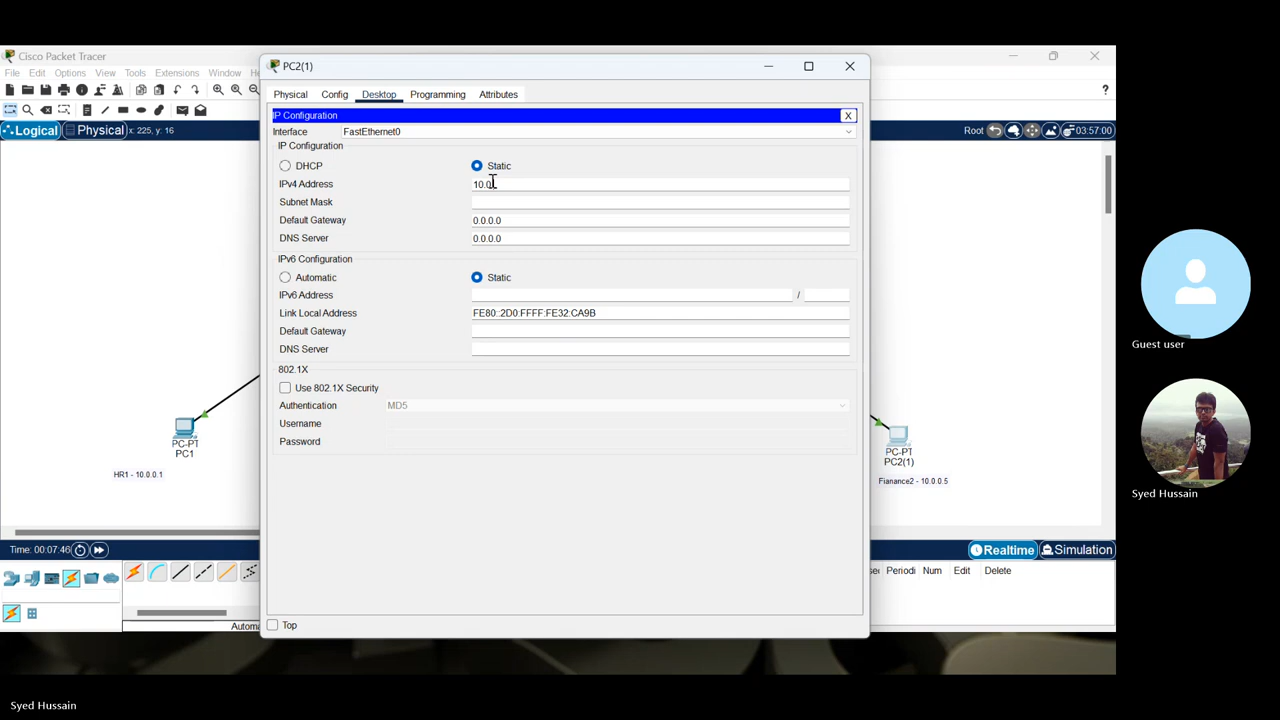 Cisco Packet Tracer
File Edit Options View Tools Extensions Window He
Logical Physical x: 225, y: 16
Root 03:57:00
PC2(1)
Physical Config Desktop Programming Attributes
IP Configuration X
Interface FastEthernet0
IP Configuration
DHCP Static
IPv4 Address 10.0.
Subnet Mask
Default Gateway 0.0.0.0
DNS Server 0.0.0.0
IPv6 Configuration
Automatic Static
IPv6 Address /
Link Local Address FE80::2D0:FFFF:FE32:CA9B
Default Gateway
DNS Server
802.1X
Use 802.1X Security
Authentication MD5
Username
Password
Top
PC-PT
PC1
HR1 - 10.0.0.1
PC-PT
PC2(1)
Fianance2 - 10.0.0.5
Time: 00:07:46
Realtime Simulation
Periodi Num Edit Delete
Automa
Guest user
Syed Hussain
Syed Hussain